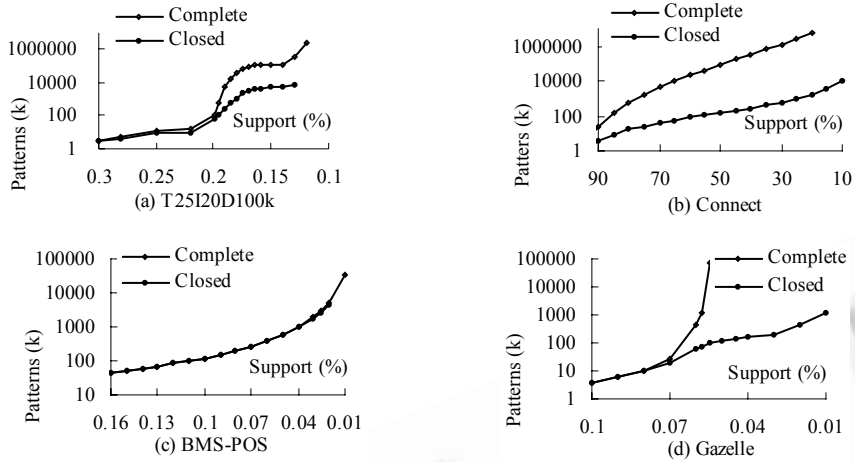 Complete
Closed
1000000
10000
100
1
Patterns (k)
Support (%)
0.3 0.25 0.2 0.15 0.1
(a) T25I20D100k
Complete
Closed
1000000
10000
100
1
Patters (k)
Support (%)
90 70 50 30 10
(b) Connect
Complete
Closed
100000
10000
1000
100
10
Patterns (k)
Support (%)
0.16 0.13 0.1 0.07 0.04 0.01
(c) BMS-POS
Complete
Closed
100000
10000
1000
100
10
1
Patterns (k)
Support (%)
0.1 0.07 0.04 0.01
(d) Gazelle